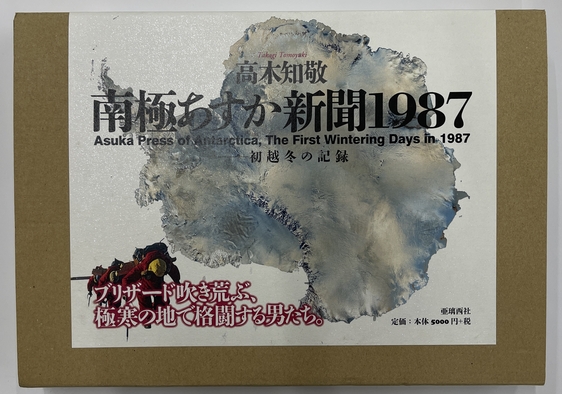 Takagi Tomoyuki
高木知敬
南極あすか新聞1987
Asuka Press of Antarctica, The First Wintering Days in 1987
初越冬の記録
ブリザード吹き荒ぶ、
極寒の地で格闘する男たち。
亜璃西社
定価：本体5000円+税